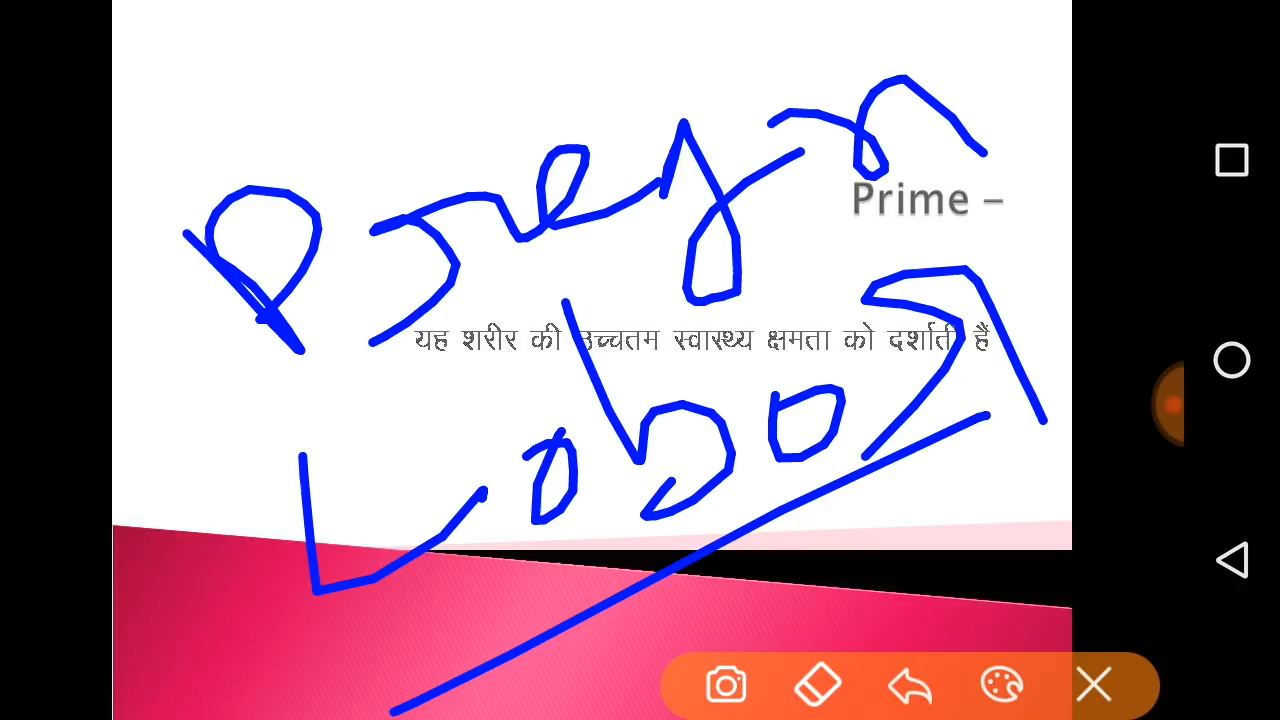 Pregn
Prime –
यह शरीर की उच्चतम स्वास्थ्य क्षमता को दर्शाती हैं
Labor